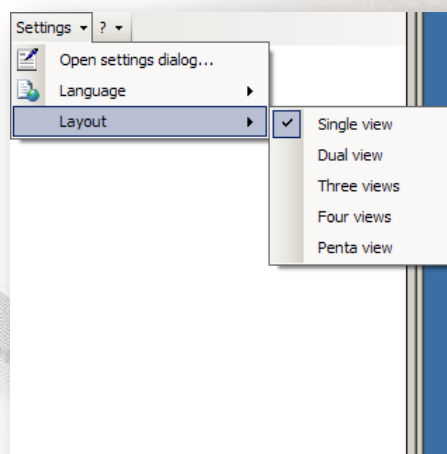 Settings ?
Open settings dialog...
Language
Layout
Single view
Dual view
Three views
Four views
Penta view